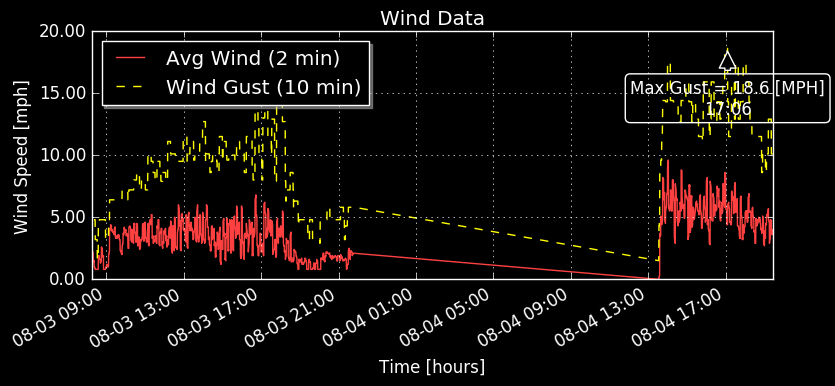 Wind Data
20.00
15.00
10.00
5.00
0.00
Wind Speed [mph]
Avg Wind (2 min)
Wind Gust (10 min)
Max Gust = 18.6 [MPH]
17:06
08-03 09:00
08-03 13:00
08-03 17:00
08-03 21:00
08-04 01:00
08-04 05:00
08-04 09:00
08-04 13:00
08-04 17:00
Time [hours]